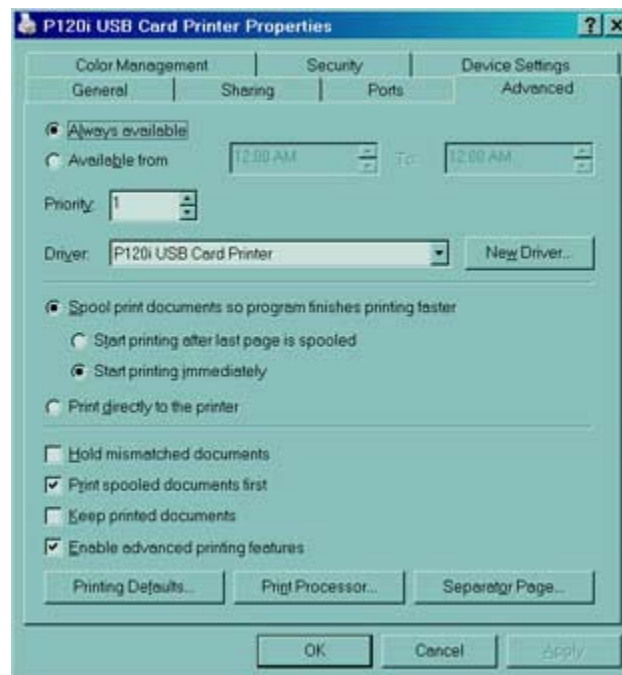 P120i USB Card Printer Properties
? ×
Color Management Security Device Settings
General Sharing Ports Advanced
Always available
Available from 12:00 AM To 12:00 AM
Priority: 1
Driver: P120i USB Card Printer New Driver...
Spool print documents so program finishes printing faster
Start printing after last page is spooled
Start printing immediately
Print directly to the printer
Hold mismatched documents
Print spooled documents first
Keep printed documents
Enable advanced printing features
Printing Defaults... Print Processor... Separator Page...
OK Cancel Apply